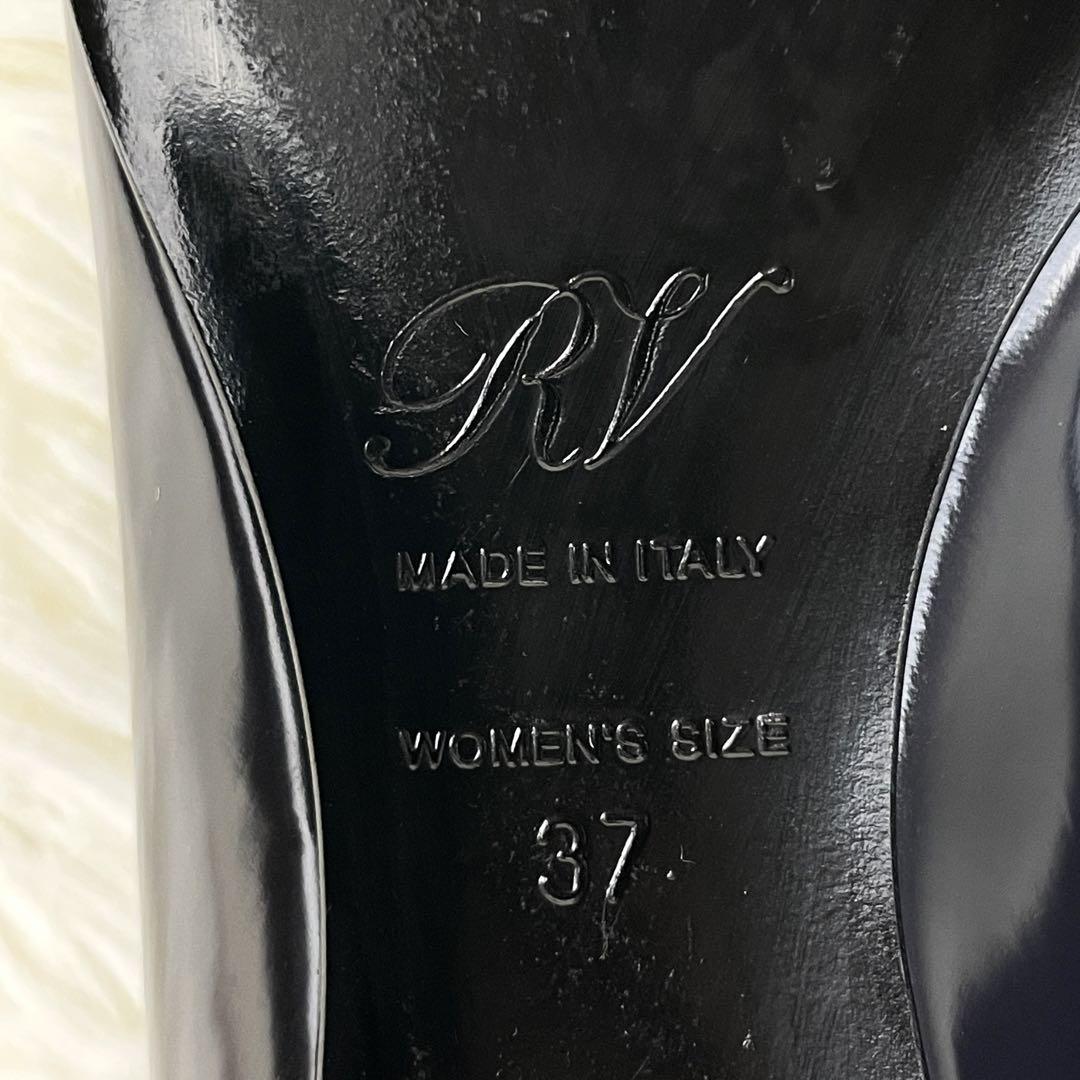 RV
MADE IN ITALY
WOMEN'S SIZE
37